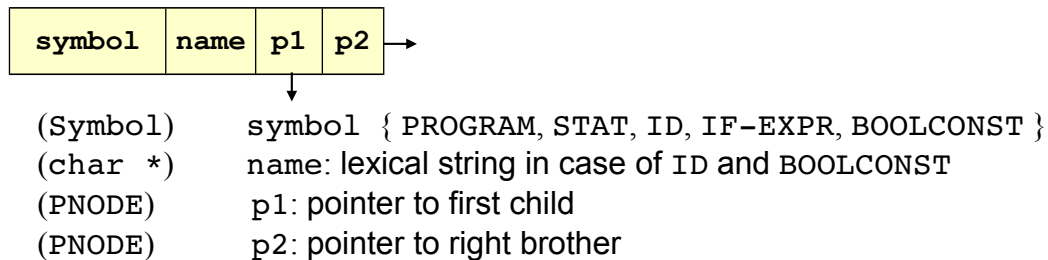 symbol name p1 p2
(Symbol) symbol { PROGRAM, STAT, ID, IF-EXPR, BOOLCONST }
(char *) name: lexical string in case of ID and BOOLCONST
(PNODE) p1: pointer to first child
(PNODE) p2: pointer to right brother